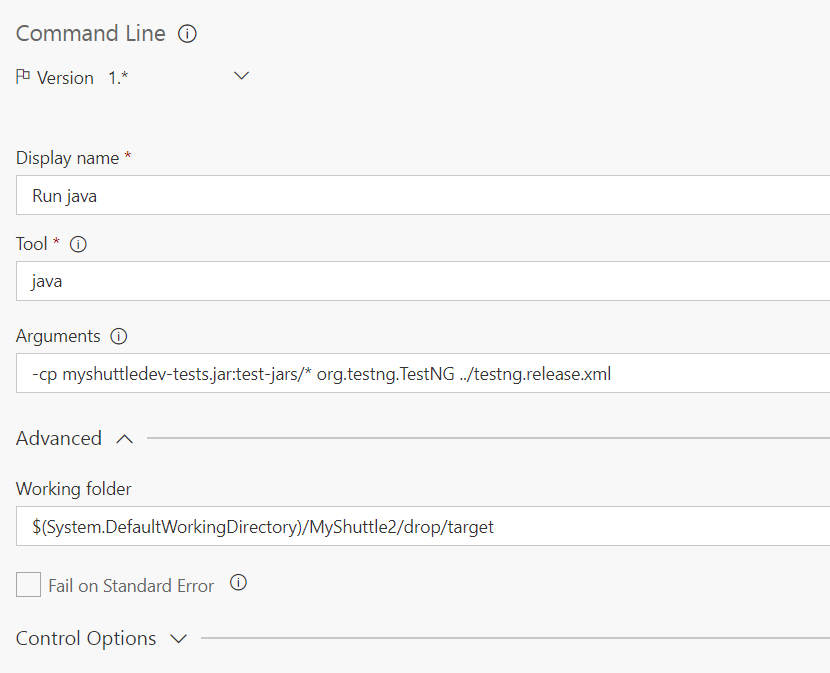 Command Line
Version 1.*
Display name *
Run java
Tool *
java
Arguments
-cp myshuttledev-tests.jar:test-jars/* org.testng.TestNG ../testng.release.xml
Advanced
Working folder
$(System.DefaultWorkingDirectory)/MyShuttle2/drop/target
Fail on Standard Error
Control Options